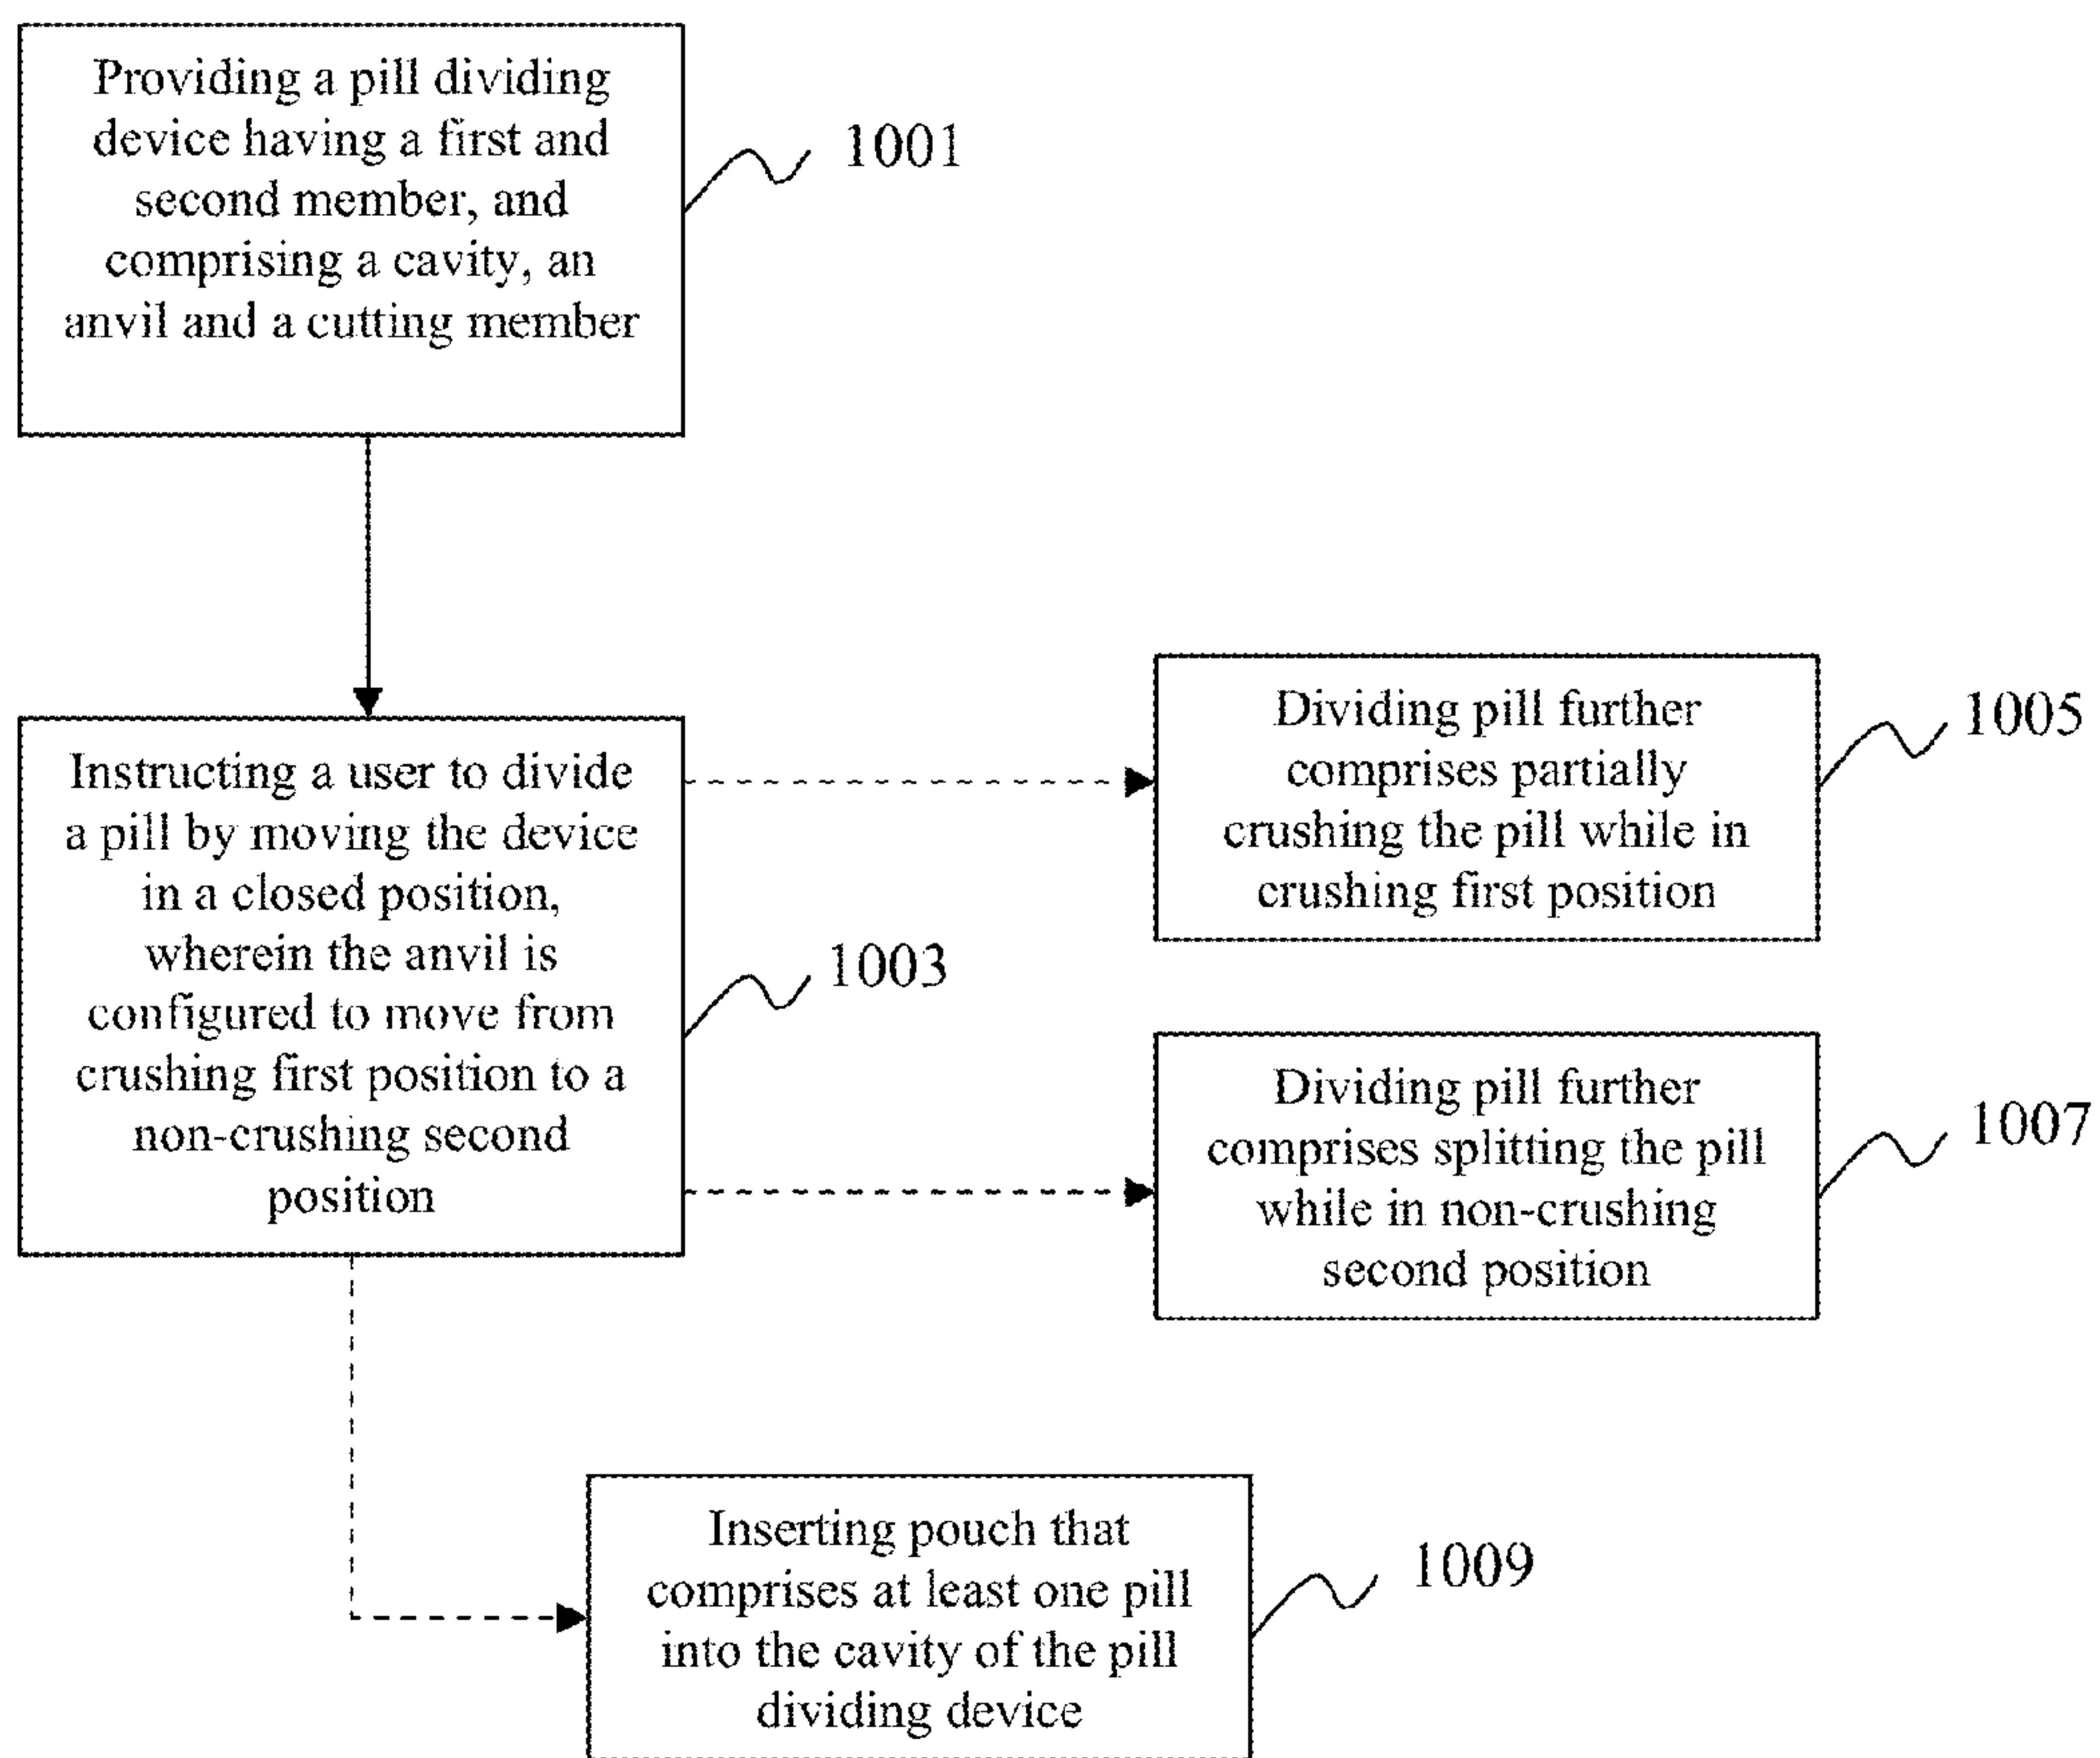 Providing a pill dividing
device having a first and
second member, and
comprising a cavity, an
anvil and a cutting member
1001
Instructing a user to divide
a pill by moving the device
in a closed position,
wherein the anvil is
configured to move from
crushing first position to a
non-crushing second
position
1003
Dividing pill further
comprises partially
crushing the pill while in
crushing first position
1005
Dividing pill further
comprises splitting the pill
while in non-crushing
second position
1007
Inserting pouch that
comprises at least one pill
into the cavity of the pill
dividing device
1009